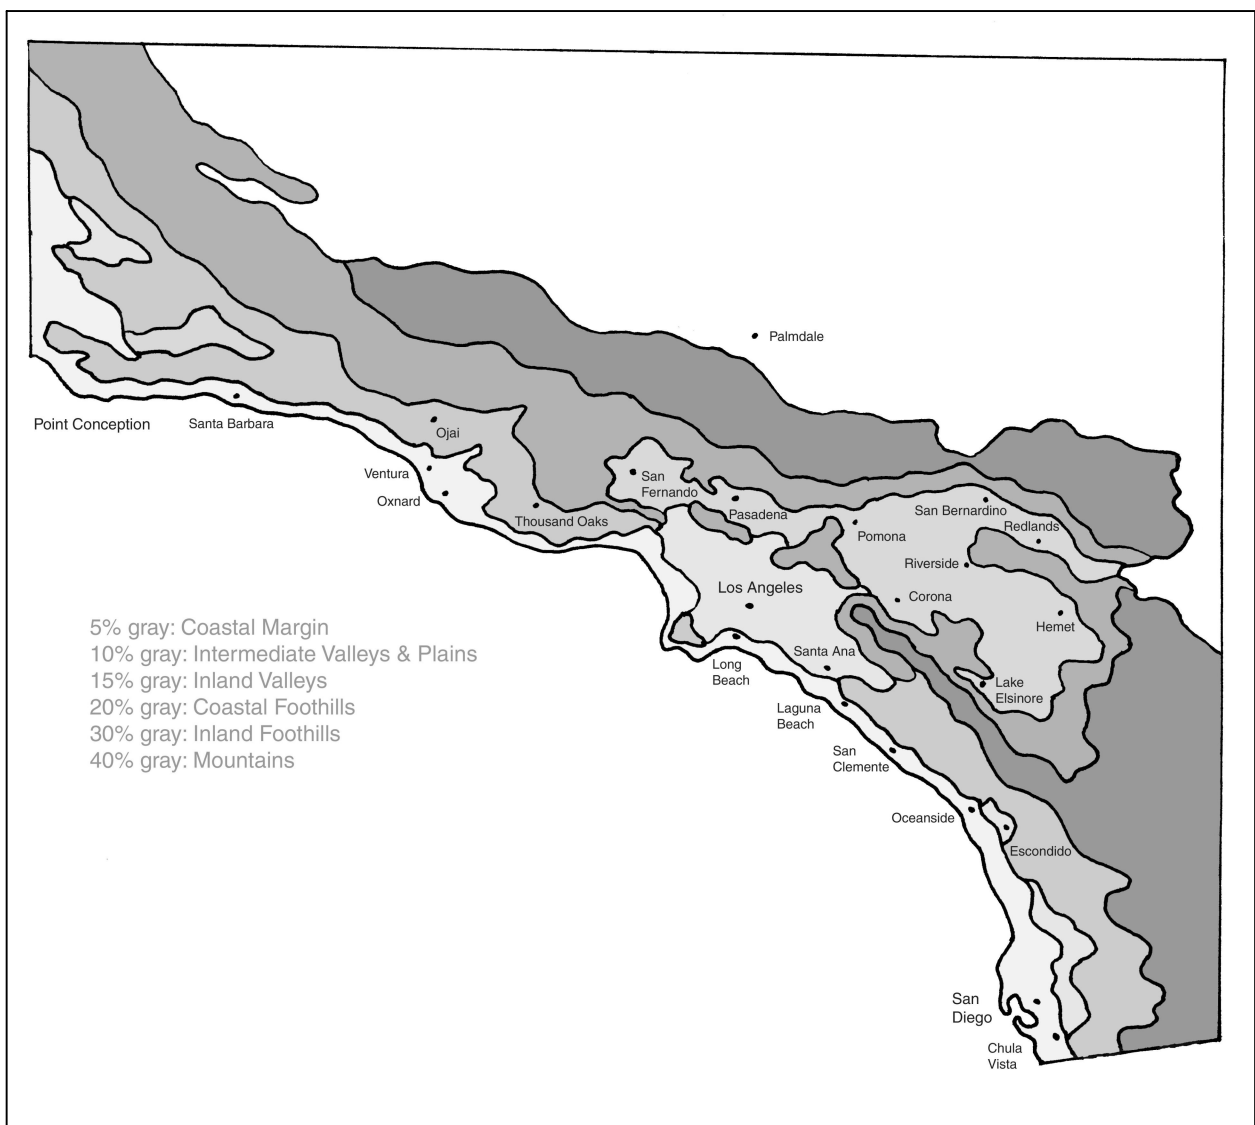 Palmdale
Point Conception
Santa Barbara
Ojai
Ventura
Oxnard
San
Fernando
Thousand Oaks
Pasadena
San Bernardino
Redlands
Pomona
Riverside
Los Angeles
Corona
Hemet
Santa Ana
Long
Beach
Lake
Elsinore
Laguna
Beach
San
Clemente
Oceanside
Escondido
San
Diego
Chula
Vista
5% gray: Coastal Margin
10% gray: Intermediate Valleys & Plains
15% gray: Inland Valleys
20% gray: Coastal Foothills
30% gray: Inland Foothills
40% gray: Mountains